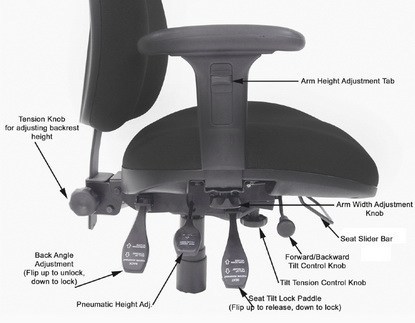 Arm Height Adjustment Tab
Tension Knob
for adjusting backrest
height
Arm Width Adjustment
Knob
Seat Slider Bar
Forward/Backward
Tilt Control Knob
Back Angle
Adjustment
(Flip up to unlock,
down to lock)
Tilt Tension Control Knob
Pneumatic Height Adj.
Seat Tilt Lock Paddle
(Flip up to release, down to lock)